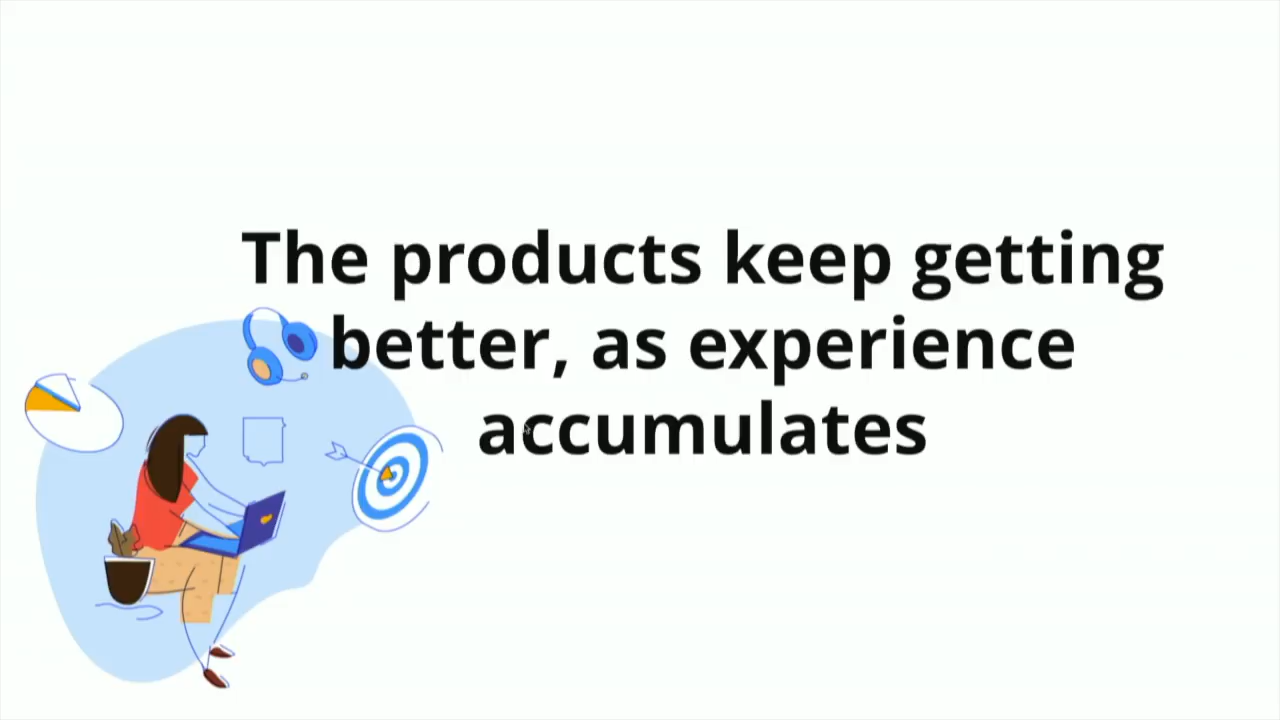 The products keep getting
better, as experience
accumulates